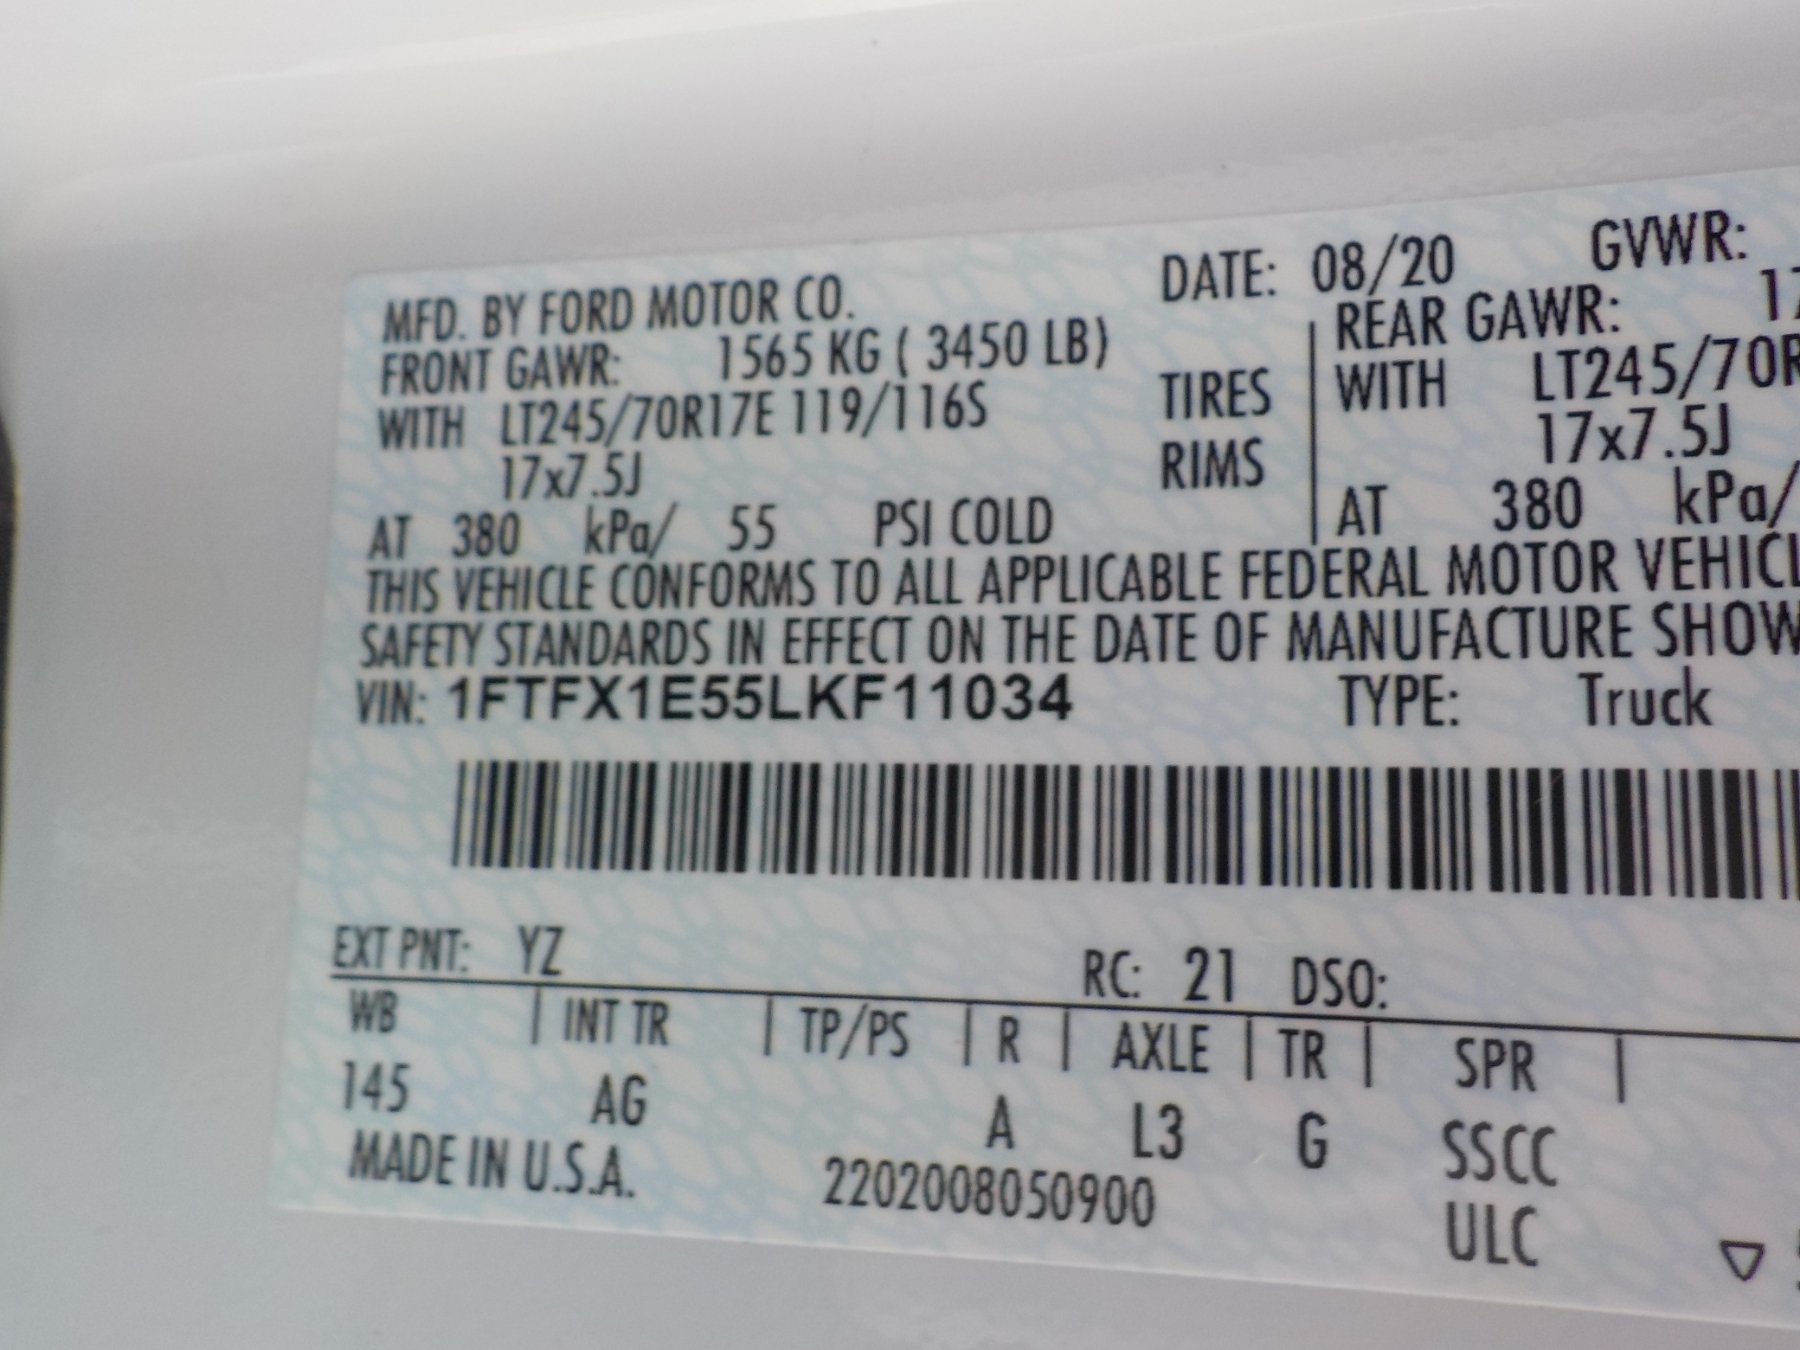 MFD. BY FORD MOTOR CO. DATE: 08/20 GVWR:
FRONT GAWR: 1565 KG ( 3450 LB) REAR GAWR:
WITH LT245/70R17E 119/116S TIRES WITH LT245/70R
17x7.5J RIMS 17x7.5J
AT 380 kPa/ 55 PSI COLD AT 380 kPa/
THIS VEHICLE CONFORMS TO ALL APPLICABLE FEDERAL MOTOR VEHICL
SAFETY STANDARDS IN EFFECT ON THE DATE OF MANUFACTURE SHOW
VIN: 1FTFX1E55LKF11034 TYPE: Truck
EXT PNT: YZ RC: 21 DSO:
WB | INT TR | TP/PS | R | AXLE | TR | SPR |
145 AG A L3 G SSCC
MADE IN U.S.A. 2202008050900 ULC